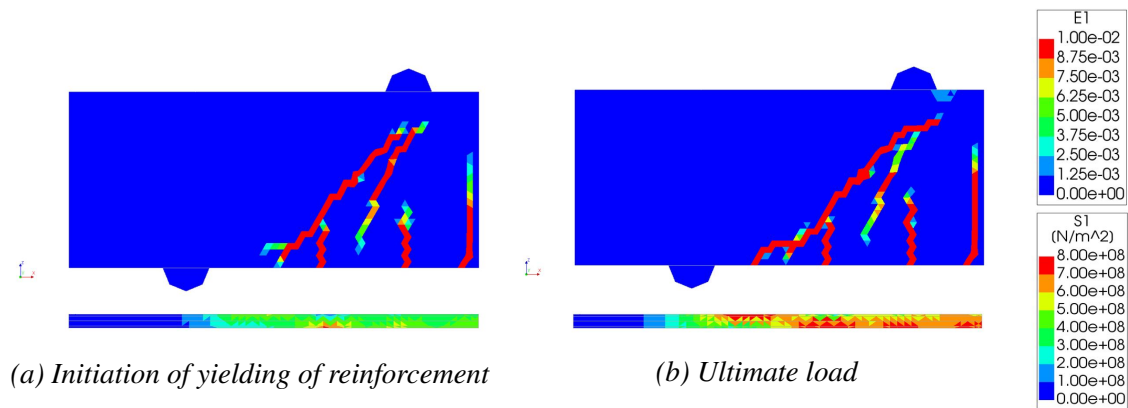 E1
1.00e-02
8.75e-03
7.50e-03
6.25e-03
5.00e-03
3.75e-03
2.50e-03
1.25e-03
0.00e+00
S1
(N/m^2)
8.00e+08
7.00e+08
6.00e+08
5.00e+08
4.00e+08
3.00e+08
2.00e+08
1.00e+08
0.00e+00
(a) Initiation of yielding of reinforcement
(b) Ultimate load